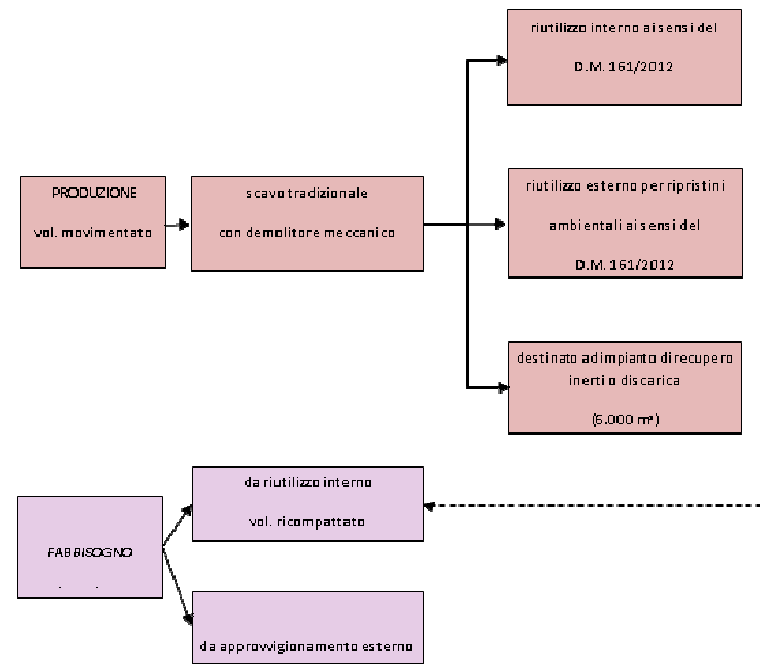 riutilizzo interno ai sensi del
D.M. 161/2012
PRODUZIONE
vol. movimentato
scavo tradizionale
con demolitore meccanico
riutilizzo esterno per ripristini
ambientali ai sensi del
D.M. 161/2012
destinato ad impianto di recupero
inerti o discarica
(6.000 m³)
FABBISOGNO
da riutilizzo interno
vol. ricompattato
da approvvigionamento esterno